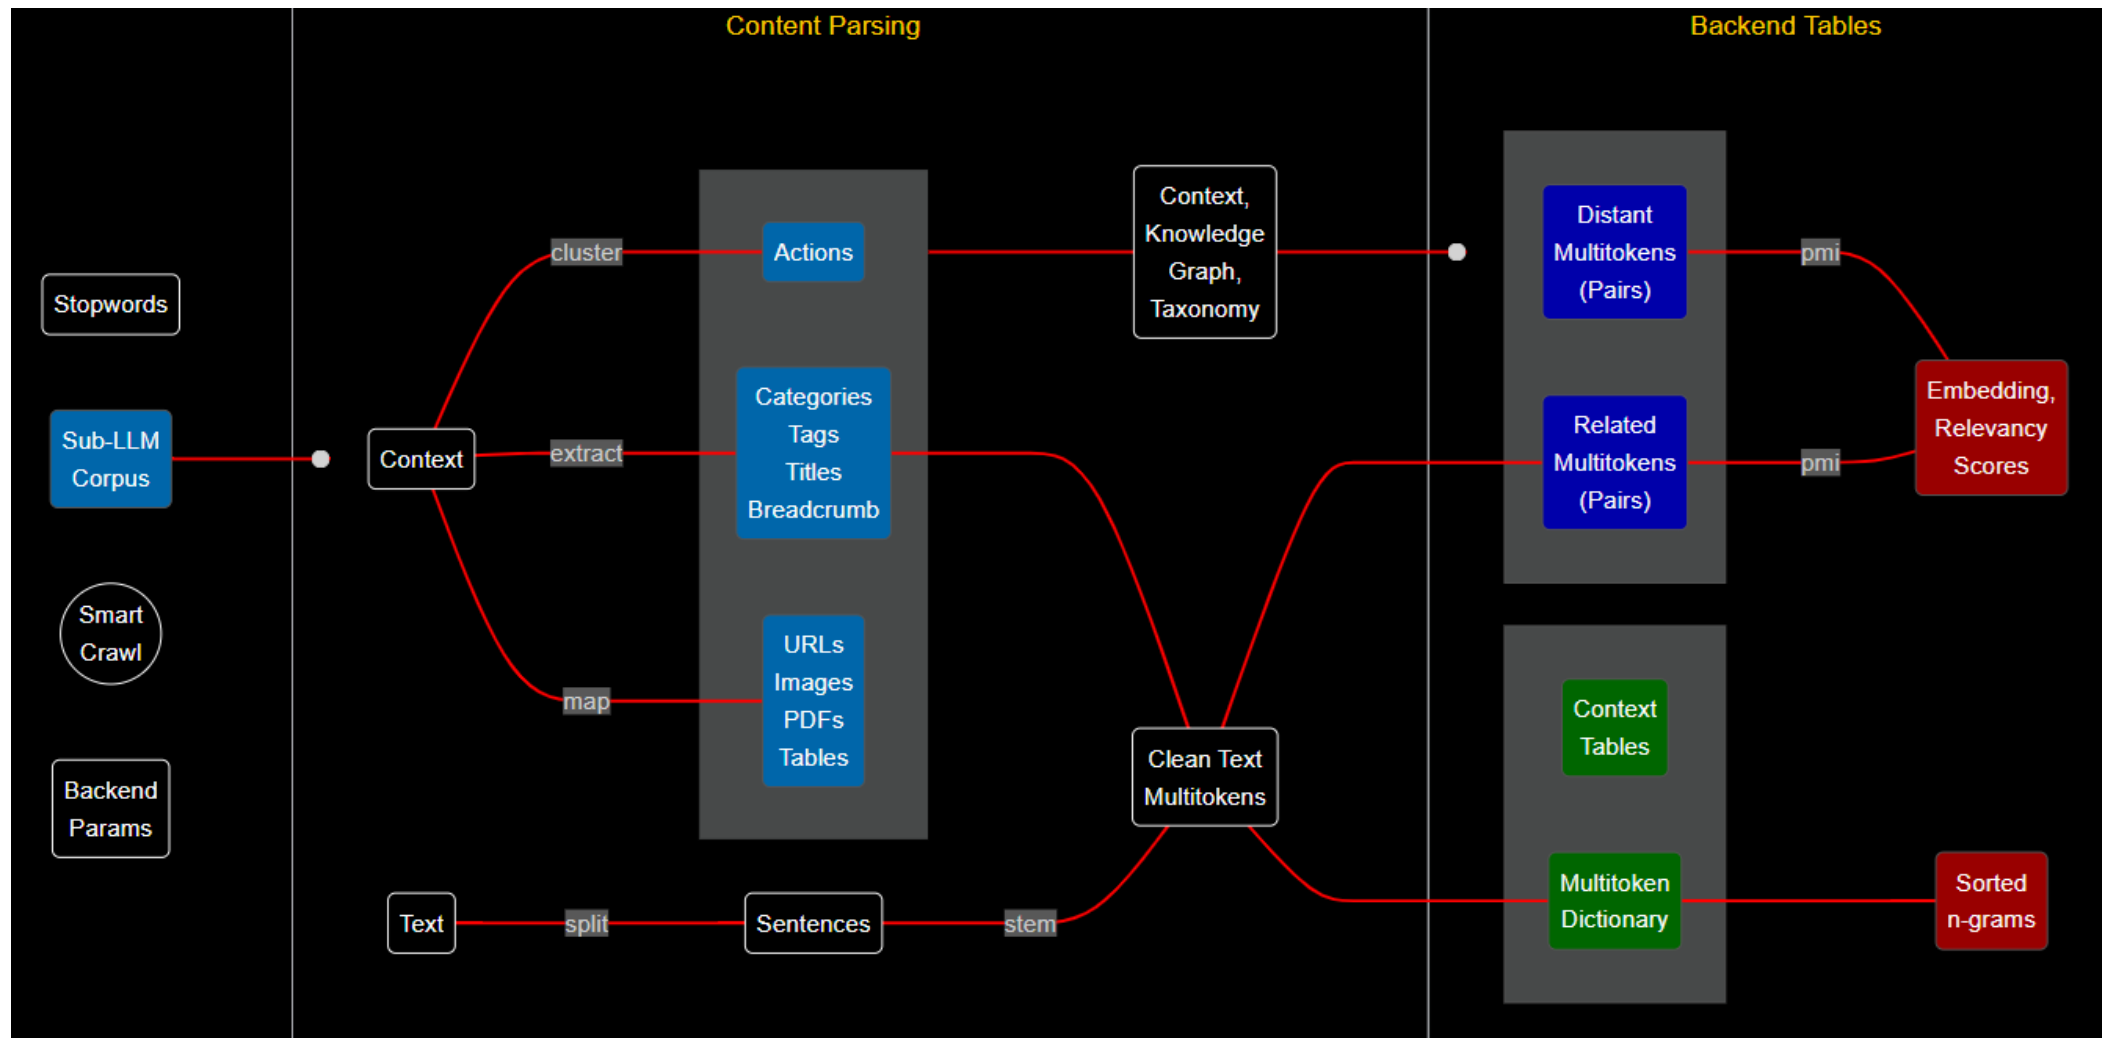 Content Parsing
Backend Tables
Stopwords
Sub-LLM
Corpus
Smart
Crawl
Backend
Params
Context
cluster
extract
map
Actions
Categories
Tags
Titles
Breadcrumb
URLs
Images
PDFs
Tables
Text
split
Sentences
stem
Context,
Knowledge
Graph,
Taxonomy
Clean Text
Multitokens
Distant
Multitokens
(Pairs)
pmi
Related
Multitokens
(Pairs)
pmi
Embedding,
Relevancy
Scores
Context
Tables
Multitoken
Dictionary
Sorted
n-grams